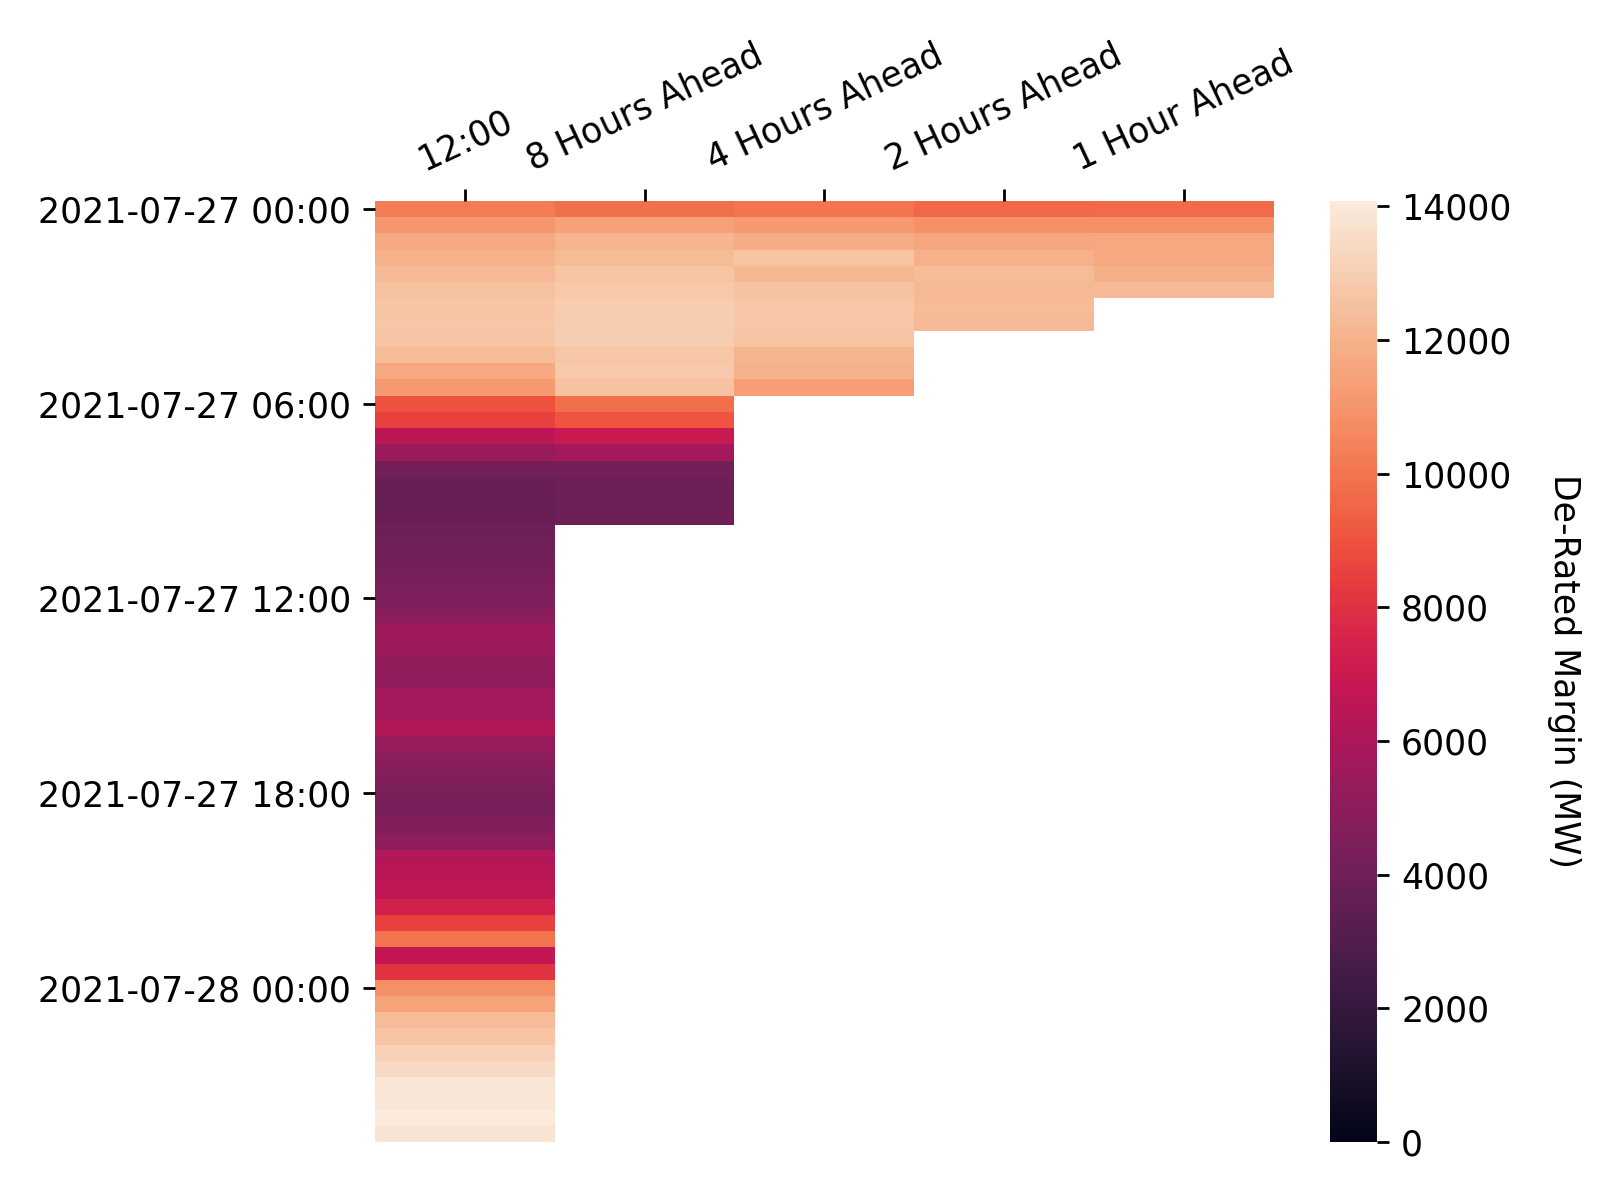 12:00
8 Hours Ahead
4 Hours Ahead
2 Hours Ahead
1 Hour Ahead
2021-07-27 00:00
2021-07-27 06:00
2021-07-27 12:00
2021-07-27 18:00
2021-07-28 00:00
14000
12000
10000
8000
6000
4000
2000
0
De-Rated Margin (MW)